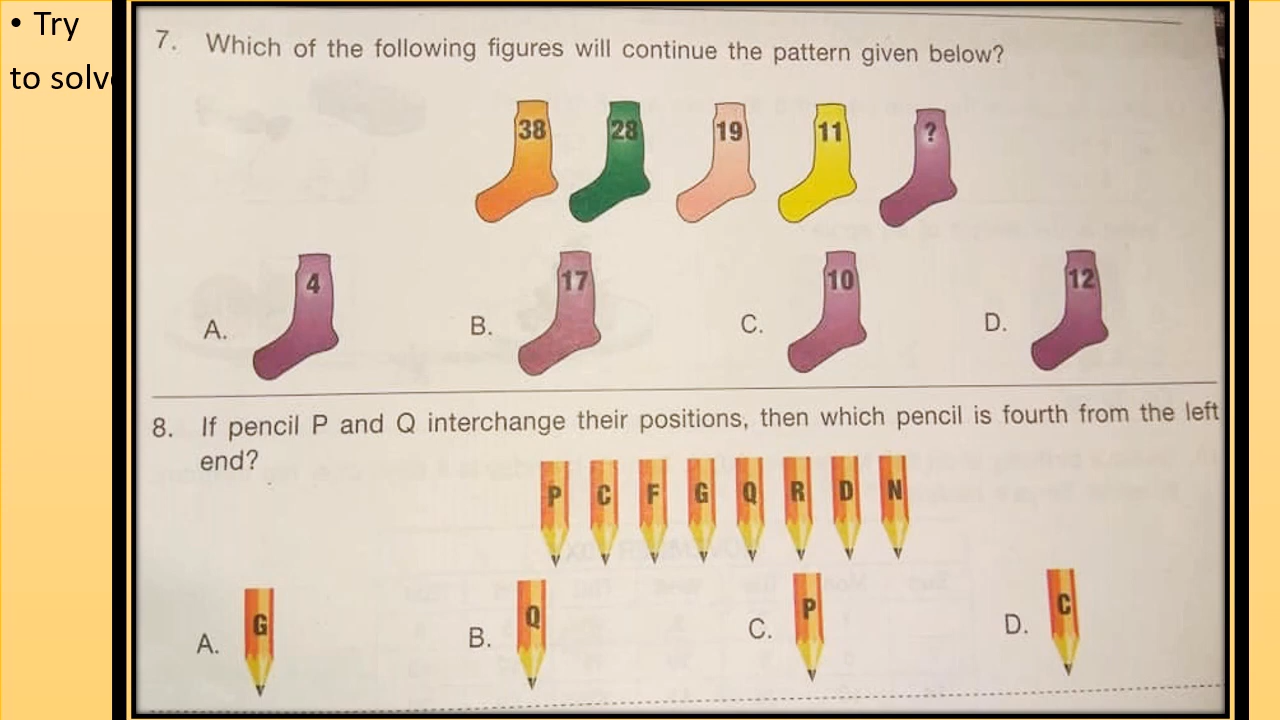 • Try
to solv
7. Which of the following figures will continue the pattern given below?
38 28 19 11 ?
A. 4 B. 17 C. 10 D. 12
8. If pencil P and Q interchange their positions, then which pencil is fourth from the left
end?
P C F G Q R D N
A. G B. Q C. P D. C